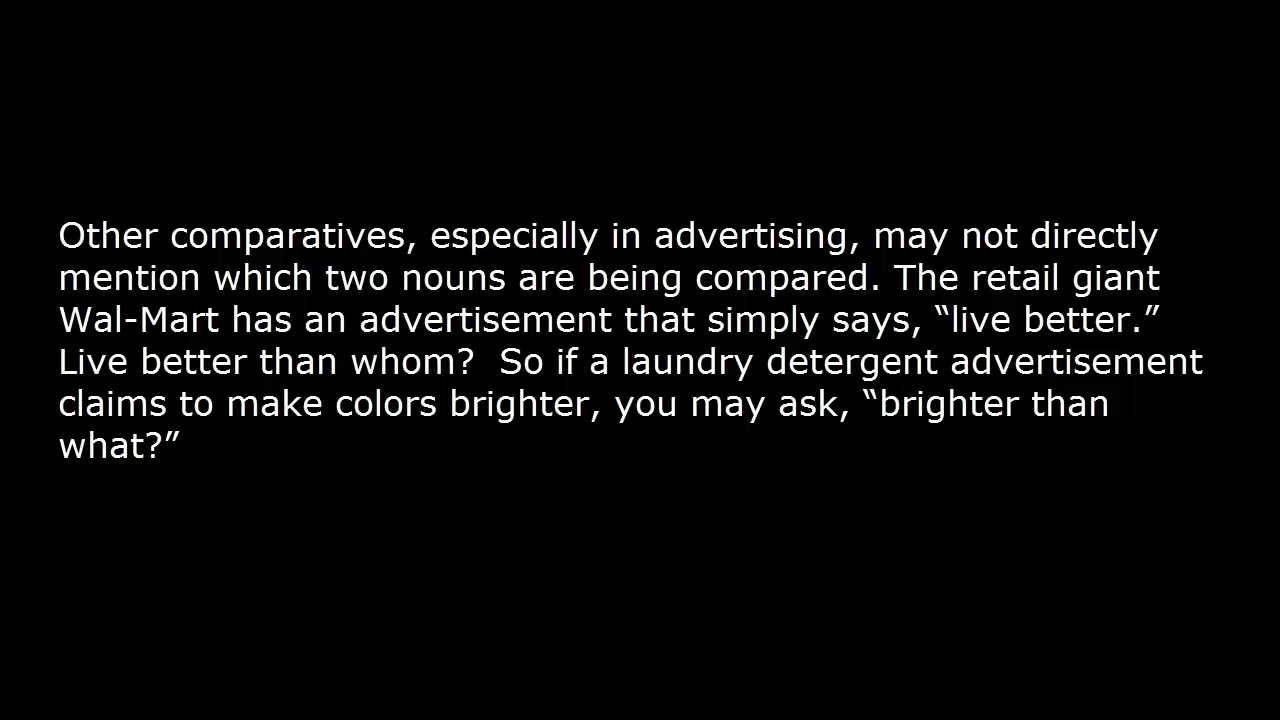 Other comparatives, especially in advertising, may not directly
mention which two nouns are being compared. The retail giant
Wal-Mart has an advertisement that simply says, “live better.”
Live better than whom?  So if a laundry detergent advertisement
claims to make colors brighter, you may ask, “brighter than
what?”